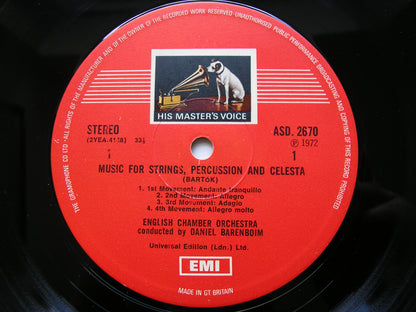 ALL RIGHTS OF THE MANUFACTURER AND OF THE OWNER OF THE RECORDED WORK RESERVED·UNAUTHORISED PUBLIC PERFORMANCE BROADCASTING AND COPYING OF THIS RECORD PROHIBITED
THE GRAMOPHONE CO LTD
HIS MASTER'S VOICE
STEREO
ASD. 2670
33⅓
℗ 1972
1
MUSIC FOR STRINGS, PERCUSSION AND CELESTA
(BARTÓK)
1. 1st Movement: Andante tranquillo
2. 2nd Movement: Allegro
3. 3rd Movement: Adagio
4. 4th Movement: Allegro molto
ENGLISH CHAMBER ORCHESTRA
conducted by DANIEL BARENBOIM
Universal Edition (Ldn.) Ltd.
EMI
MADE IN GT BRITAIN